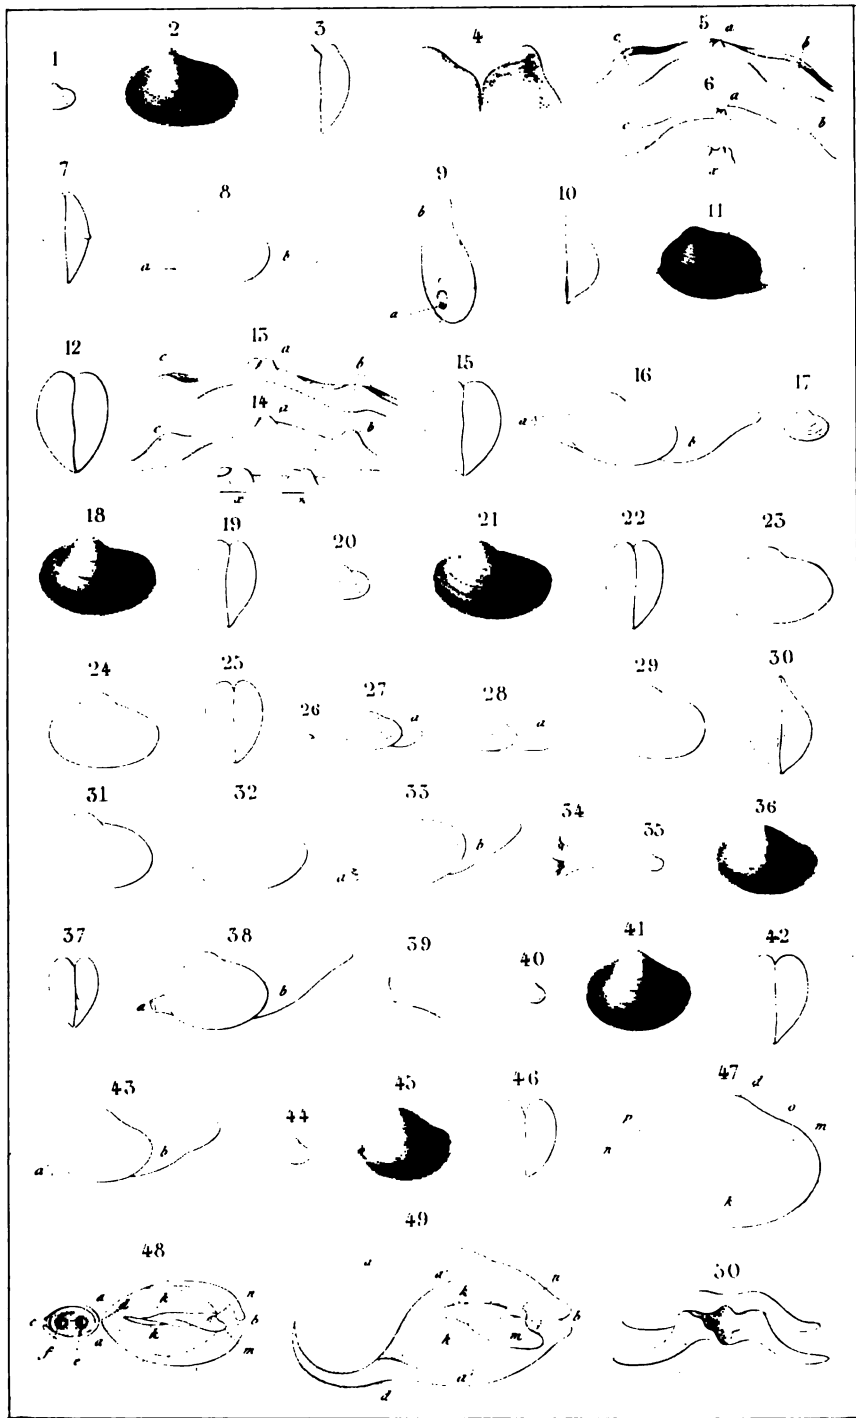 1 2 3 4 5 c a b
6 c m a b x
7 8 a b 9 b a 10 11
12 13 c a b
14 c a b x x
15 16 a b 17
18 19 20 21 22 23
24 25 26 27 a 28 a 29 30
31 32 33 a b 34 35 36
37 38 a b 39 40 41 42
43 a b 44 45 46 47 d o m p n k
48 a d k n c b f e a k m
49 a a k n k b m d a
50